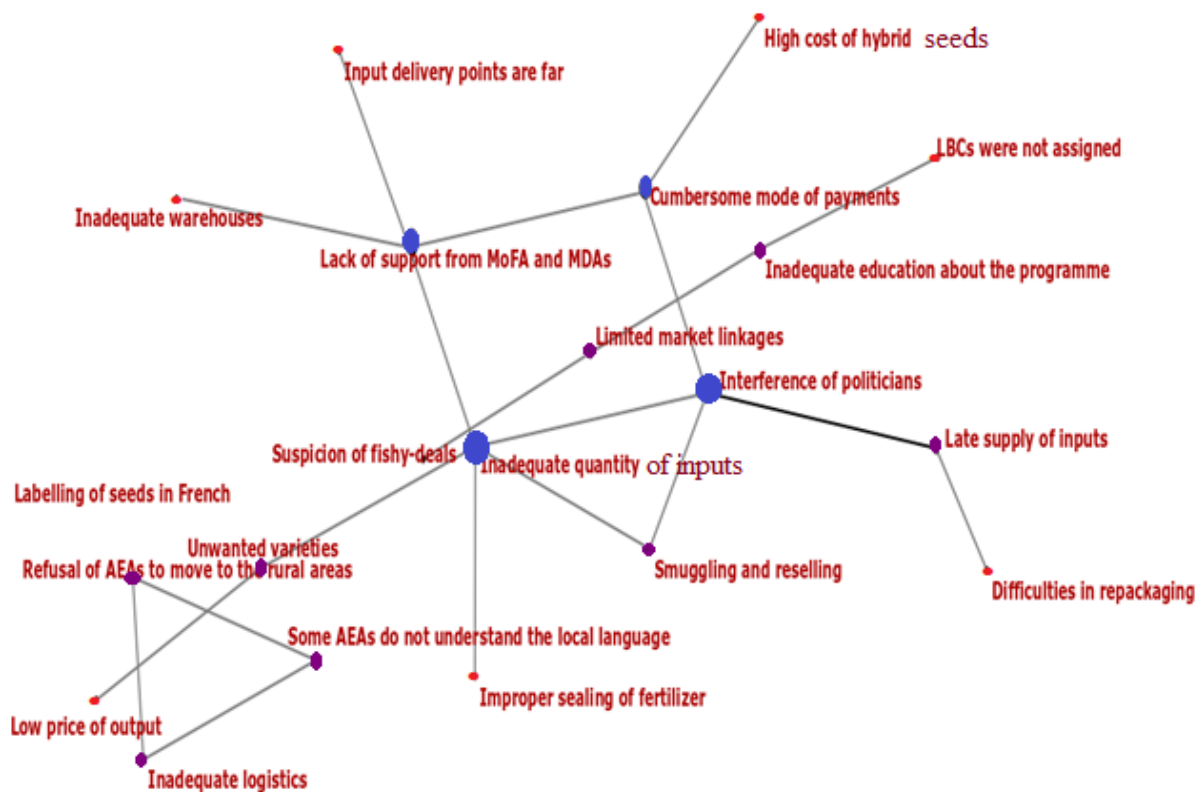 High cost of hybrid seeds
Input delivery points are far
LBCs were not assigned
Cumbersome mode of payments
Inadequate warehouses
Lack of support from MoFA and MDAs
Inadequate education about the programme
Limited market linkages
Interference of politicians
Late supply of inputs
Suspicion of fishy-deals
Inadequate quantity of inputs
Labelling of seeds in French
Unwanted varieties
Refusal of AEAs to move to the rural areas
Smuggling and reselling
Difficulties in repackaging
Some AEAs do not understand the local language
Improper sealing of fertilizer
Low price of output
Inadequate logistics